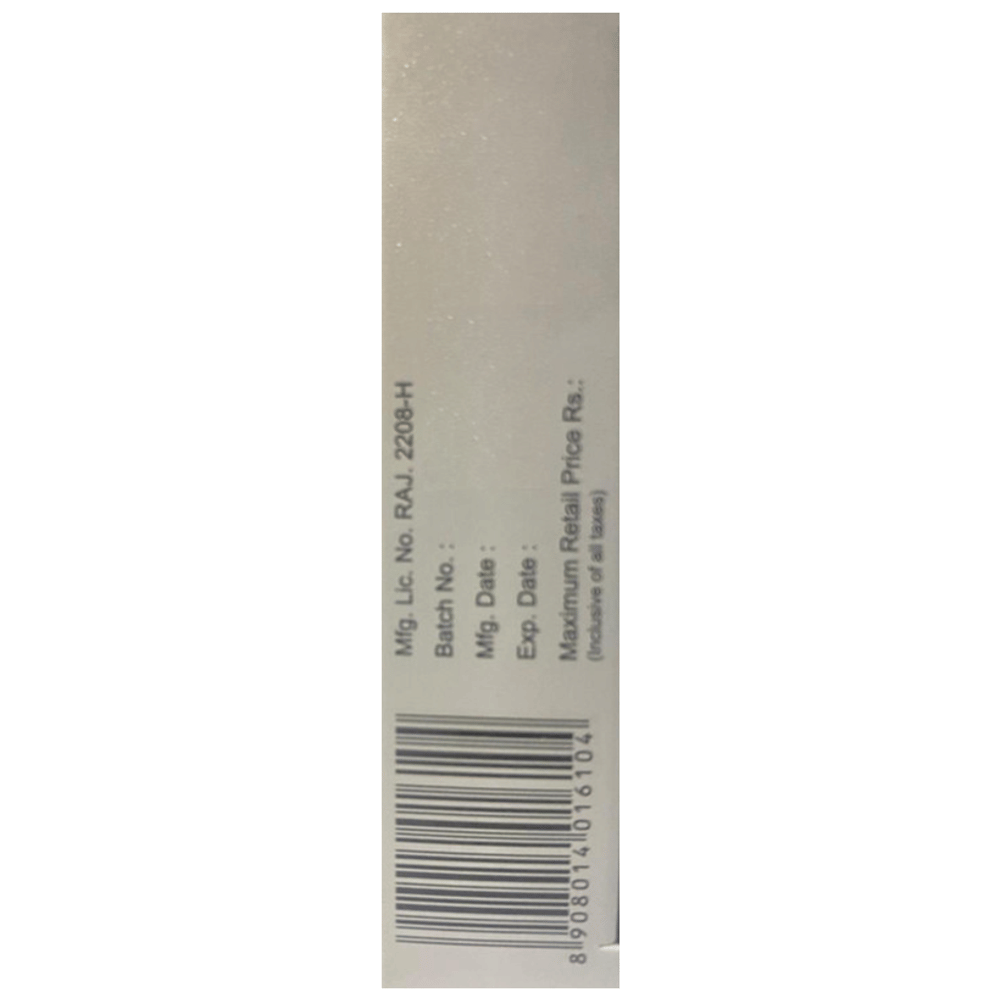 Mfg. Lic. No. RAJ. 2208-H
Batch No. :
Mfg. Date :
Exp. Date :
Maximum Retail Price Rs.:
(Inclusive of all taxes)
8 908014 016104